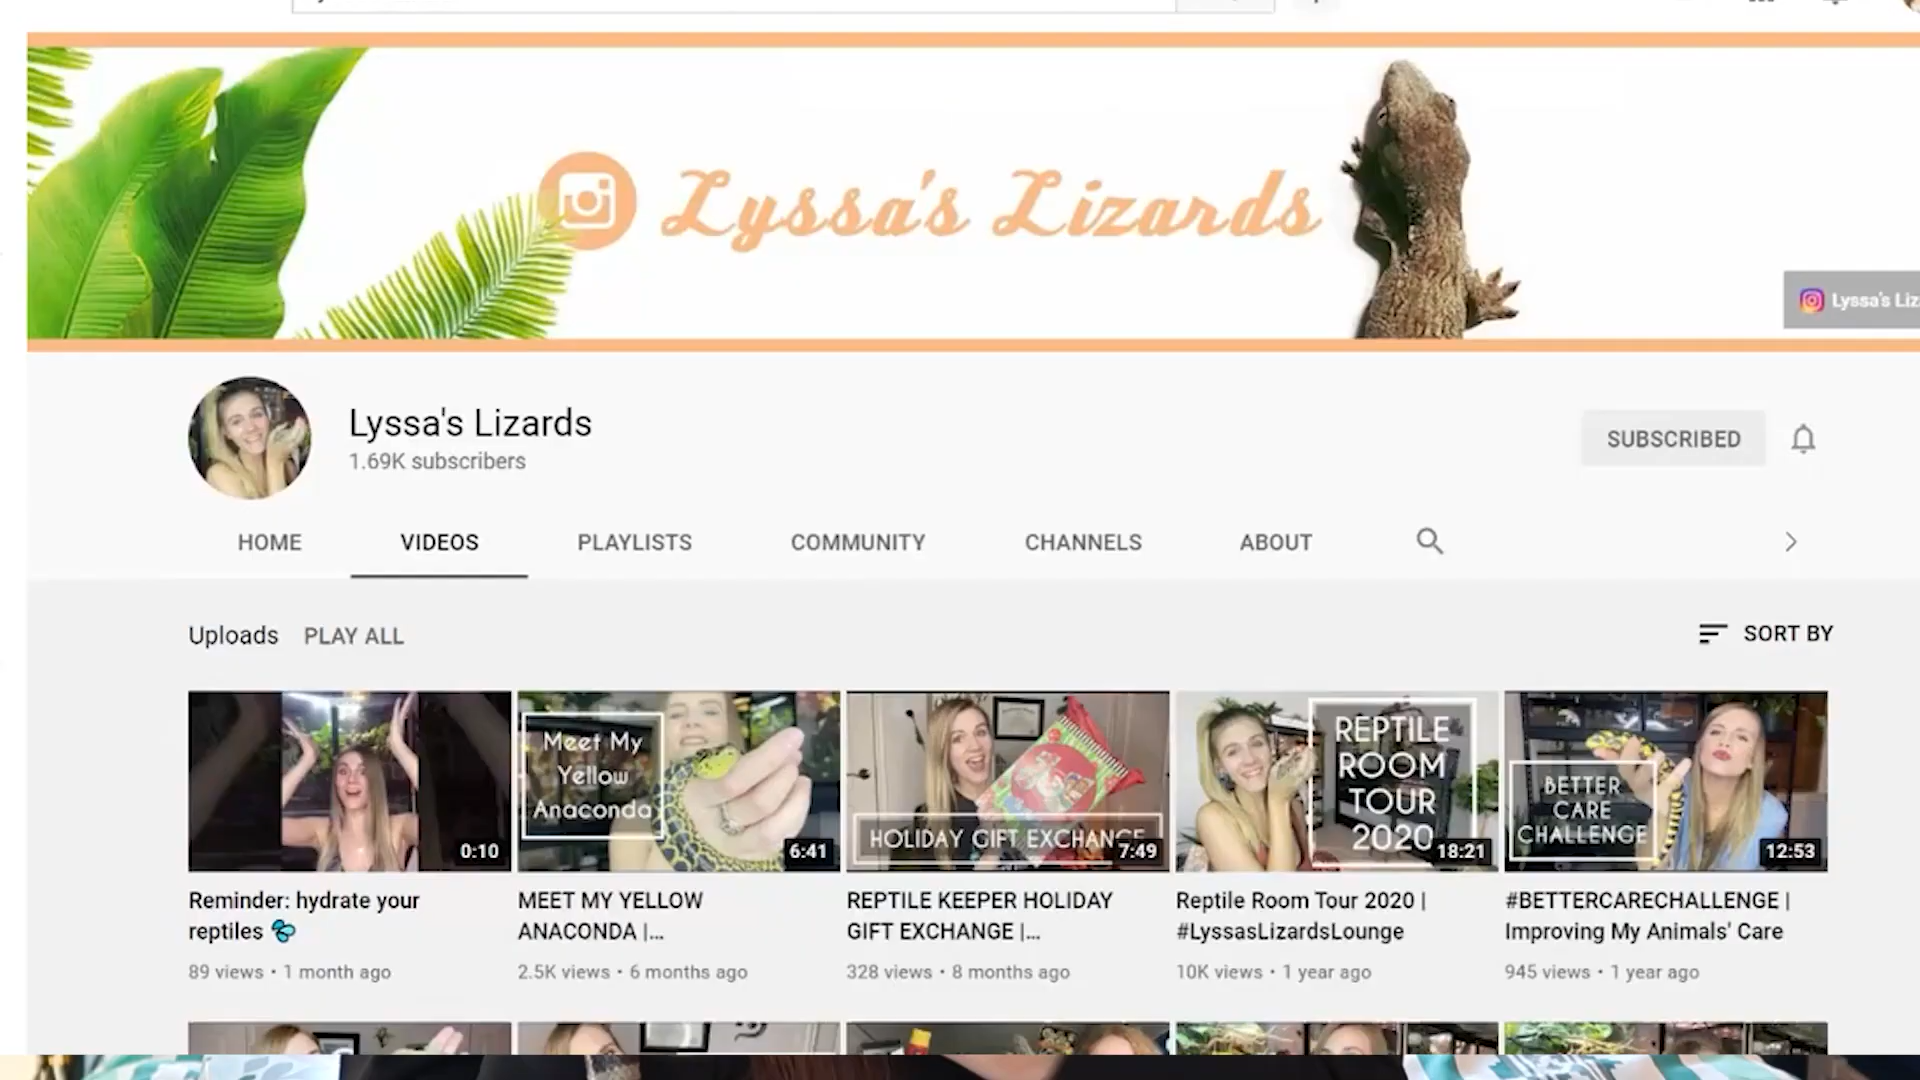 Lyssa's Lizards
Lyssa's Liz
Lyssa's Lizards
1.69K subscribers
SUBSCRIBED
HOME VIDEOS PLAYLISTS COMMUNITY CHANNELS ABOUT
Uploads PLAY ALL
SORT BY
Meet My
Yellow
Anaconda
HOLIDAY GIFT EXCHANGE
REPTILE
ROOM
TOUR
2020
BETTER
CARE
CHALLENGE
0:10
6:41
7:49
18:21
12:53
Reminder: hydrate your
reptiles 💦
89 views • 1 month ago
MEET MY YELLOW
ANACONDA |...
2.5K views • 6 months ago
REPTILE KEEPER HOLIDAY
GIFT EXCHANGE |...
328 views • 8 months ago
Reptile Room Tour 2020 |
#LyssasLizardsLounge
10K views • 1 year ago
#BETTERCARECHALLENGE |
Improving My Animals' Care
945 views • 1 year ago